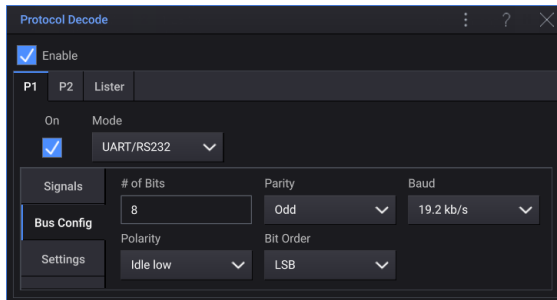 Protocol Decode
Enable
P1 P2 Lister
On Mode
UART/RS232
Signals
Bus Config
Settings
# of Bits Parity Baud
8 Odd 19.2 kb/s
Polarity Bit Order
Idle low LSB